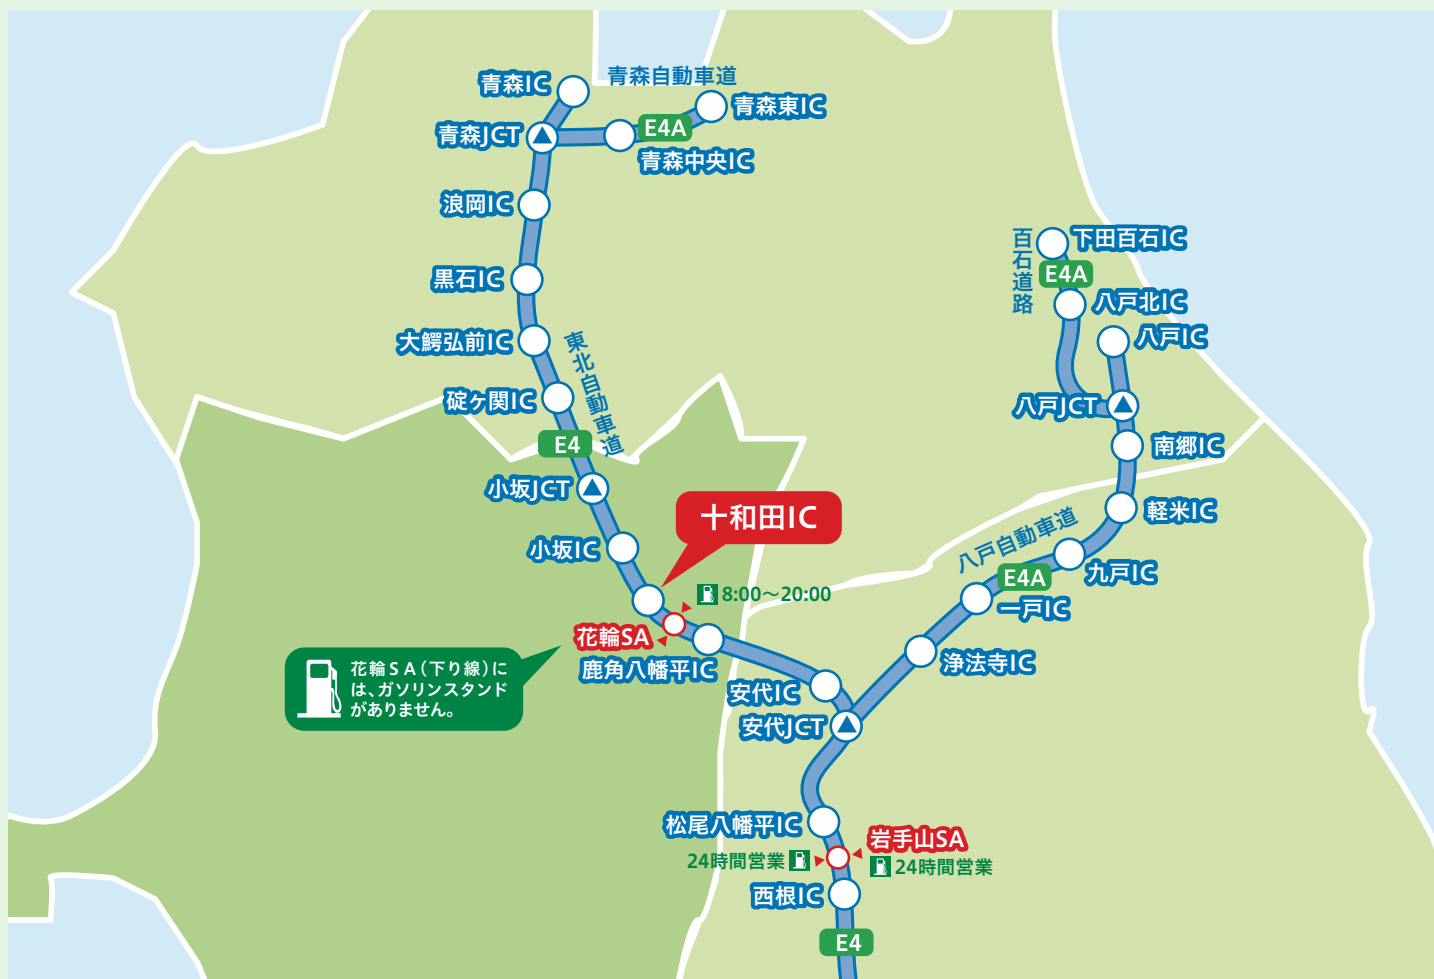 青森IC
青森自動車道
青森東IC
青森JCT
E4A
青森中央IC
浪岡IC
黒石IC
大鰐弘前IC
東北自動車道
碇ヶ関IC
E4
小坂JCT
小坂IC
十和田IC
8:00〜20:00
花輪SA
鹿角八幡平IC
花輪SA(下り線)に
は、ガソリンスタンド
がありません。
安代IC
安代JCT
百石道路
下田百石IC
E4A
八戸北IC
八戸IC
八戸JCT
南郷IC
軽米IC
八戸自動車道
九戸IC
E4A
一戸IC
浄法寺IC
松尾八幡平IC
岩手山SA
24時間営業
24時間営業
西根IC
E4